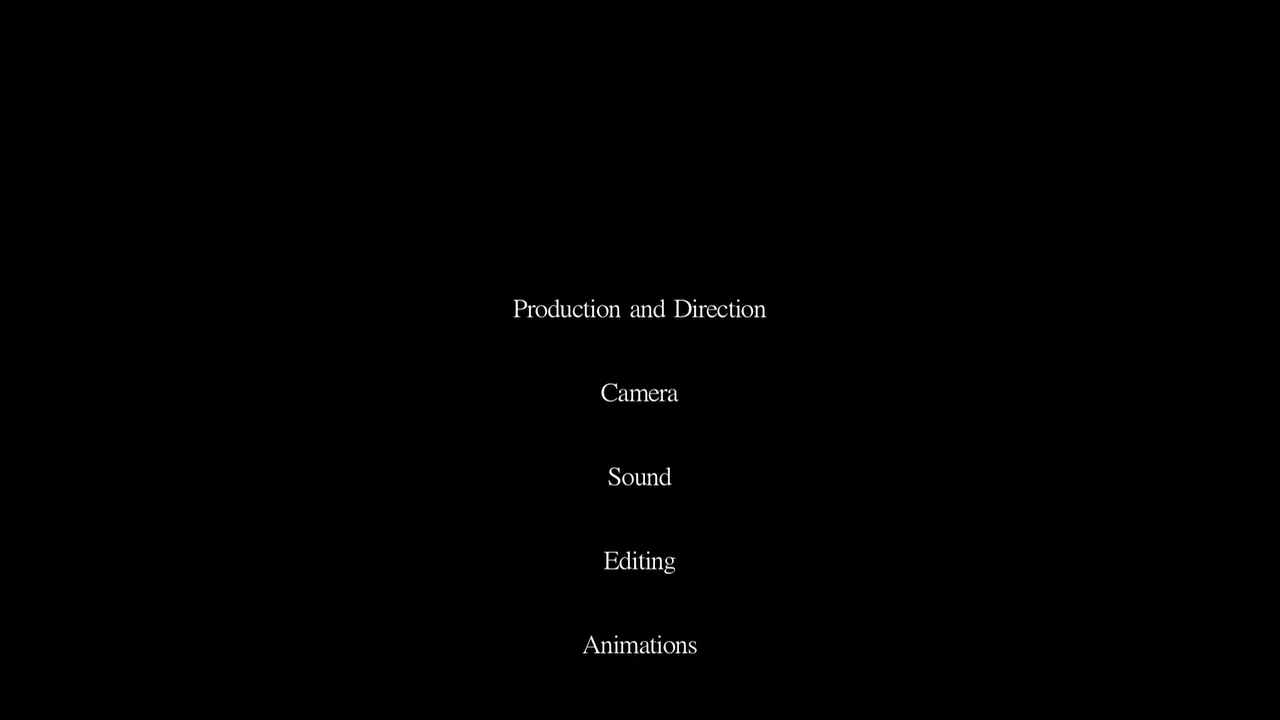 Production and Direction
Camera
Sound
Editing
Animations